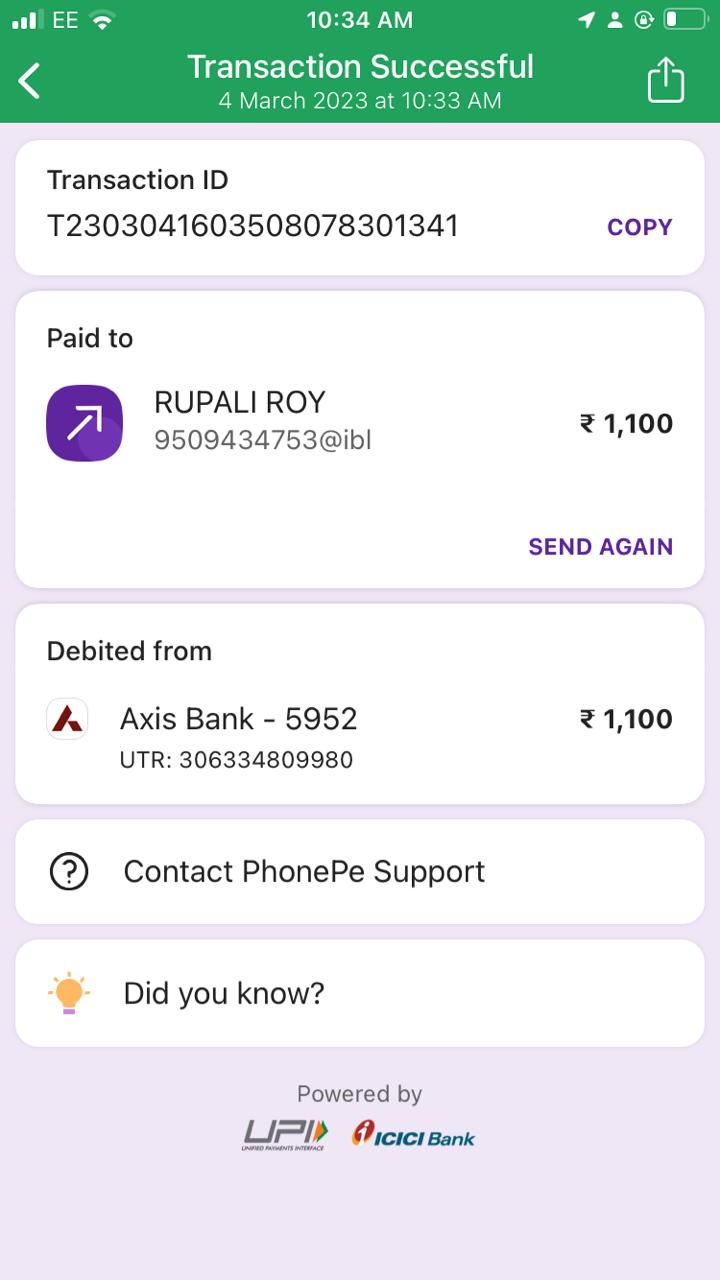 EE 10:34 AM
Transaction Successful
4 March 2023 at 10:33 AM
Transaction ID
T2303041603508078301341 COPY
Paid to
RUPALI ROY
9509434753@ibl
₹ 1,100
SEND AGAIN
Debited from
Axis Bank - 5952 ₹ 1,100
UTR: 306334809980
Contact PhonePe Support
Did you know?
Powered by
UPI ICICI Bank
UNIFIED PAYMENTS INTERFACE